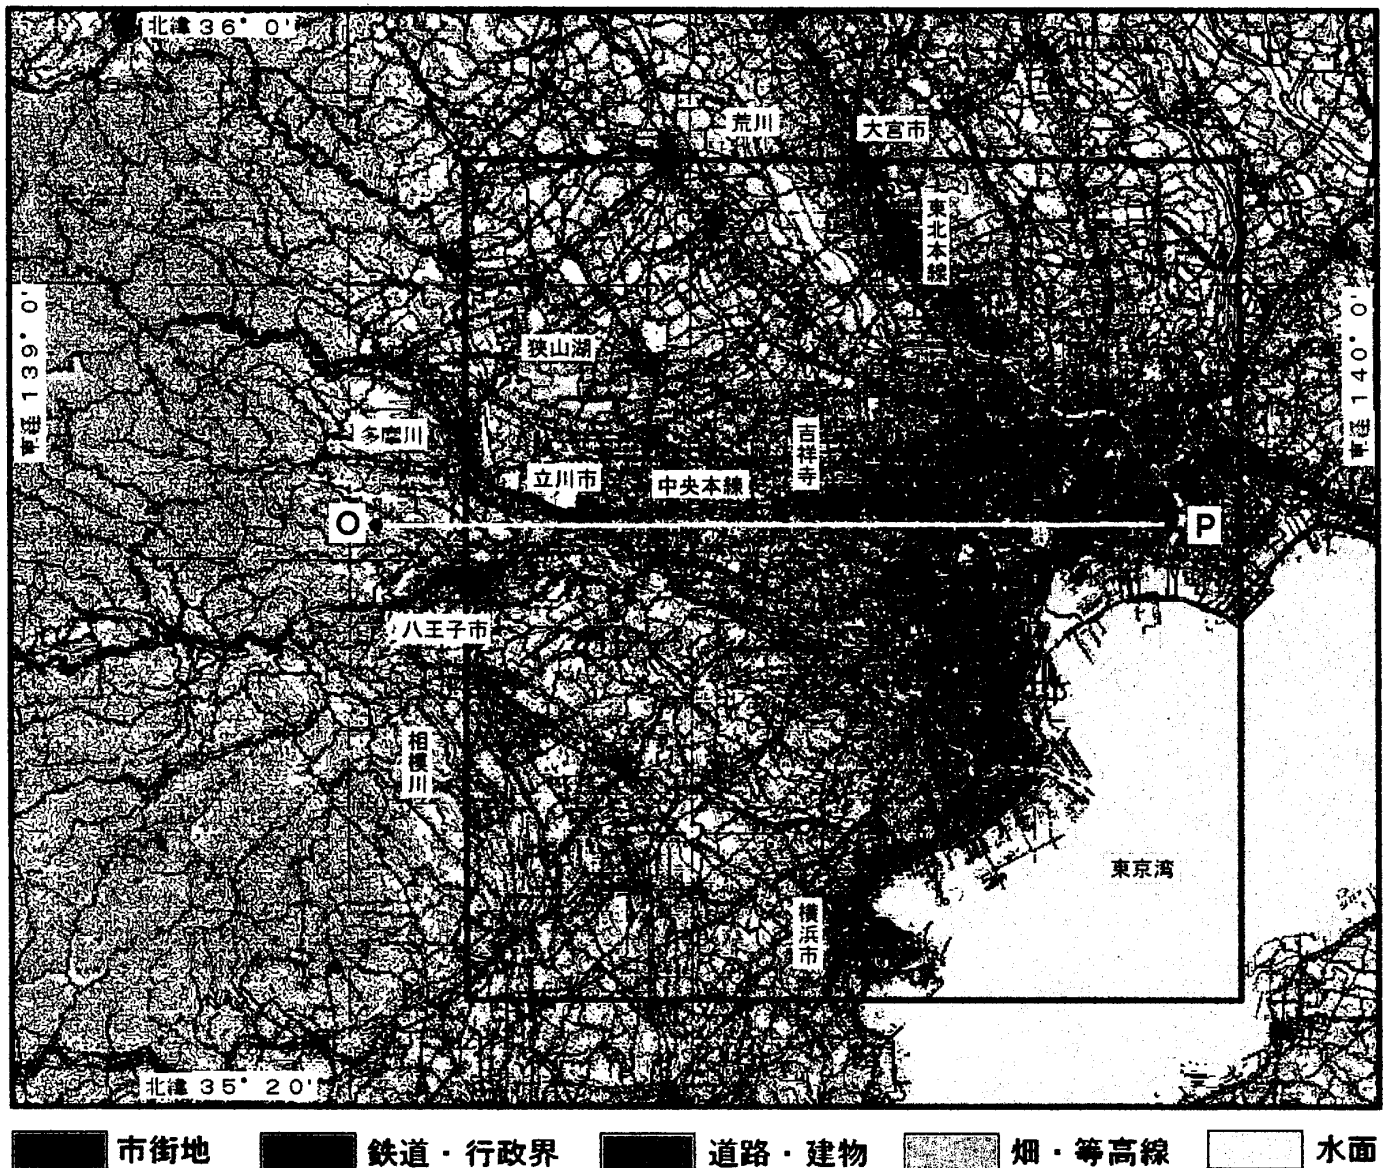 北緯36°0'
荒川
大宮市
東北本線
東経139°0'
東経140°0'
狭山湖
多摩川
吉祥寺
立川市
中央本線
O
P
八王子市
相模川
東京湾
横浜市
北緯35°20'
市街地
鉄道・行政界
道路・建物
畑・等高線
水面